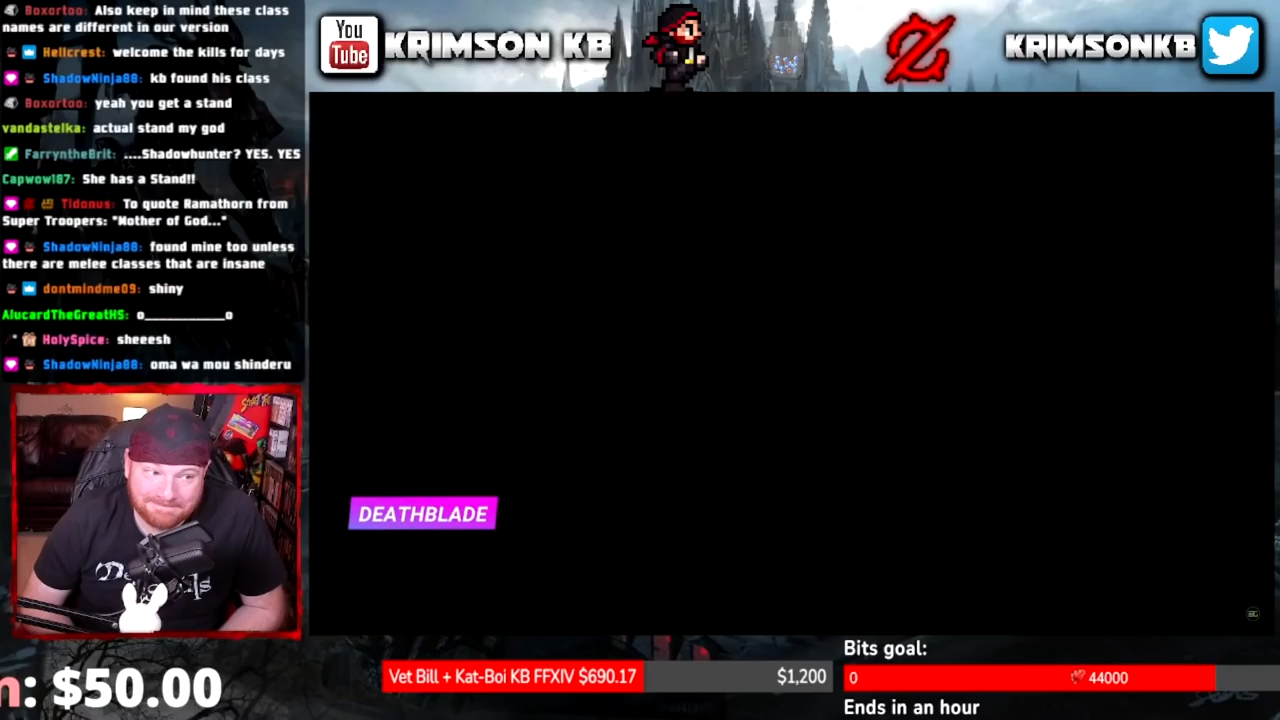 Boxortoo: Also keep in mind these class
names are different in our version
Hellcrest: welcome the kills for days
ShadowNinja88: kb found his class
Boxortoo: yeah you get a stand
vandastelka: actual stand my god
FarryntheBrit: ....Shadowhunter? YES. YES
Capwow187: She has a Stand!!
Tidonus: To quote Ramathorn from
Super Troopers: "Mother of God..."
ShadowNinja88: found mine too unless
there are melee classes that are insane
dontmindme09: shiny
AlucardTheGreatHS: o__________o
HolySpice: sheeesh
ShadowNinja88: oma wa mou shinderu
You
Tube
KRIMSON KB
Z
KRIMSONKB
DEATHBLADE
n: $50.00
Vet Bill + Kat-Boi KB FFXIV $690.17
$1,200
Bits goal:
0
44000
Ends in an hour